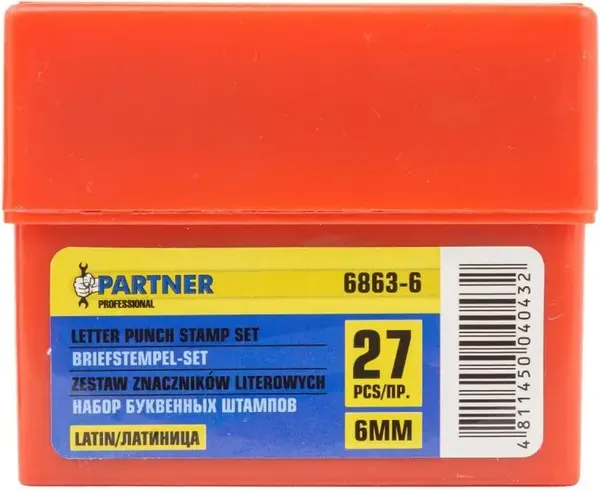 PARTNER
PROFESSIONAL
6863-6
LETTER PUNCH STAMP SET
BRIEFSTEMPEL-SET
ZESTAW ZNACZNIKÓW LITEROWYCH
НАБОР БУКВЕННЫХ ШТАМПОВ
LATIN/ЛАТИНИЦА
27
PCS/ПР.
6MM
4811450040432